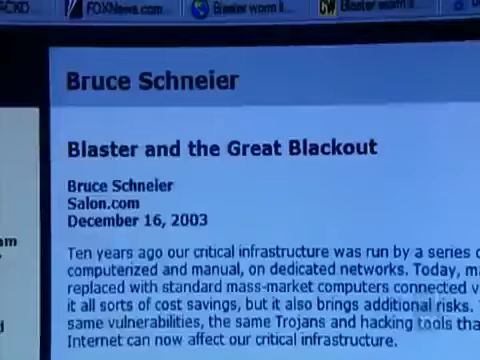 FOXNews.com
Blaster worm
Blaster worm
Bruce Schneier
Blaster and the Great Blackout
Bruce Schneier
Salon.com
December 16, 2003
Ten years ago our critical infrastructure was run by a series
computerized and manual, on dedicated networks. Today,
replaced with standard mass-market computers connected
it all sorts of cost savings, but it also brings additional risks.
same vulnerabilities, the same Trojans and hacking tools
Internet can now affect our critical infrastructure.